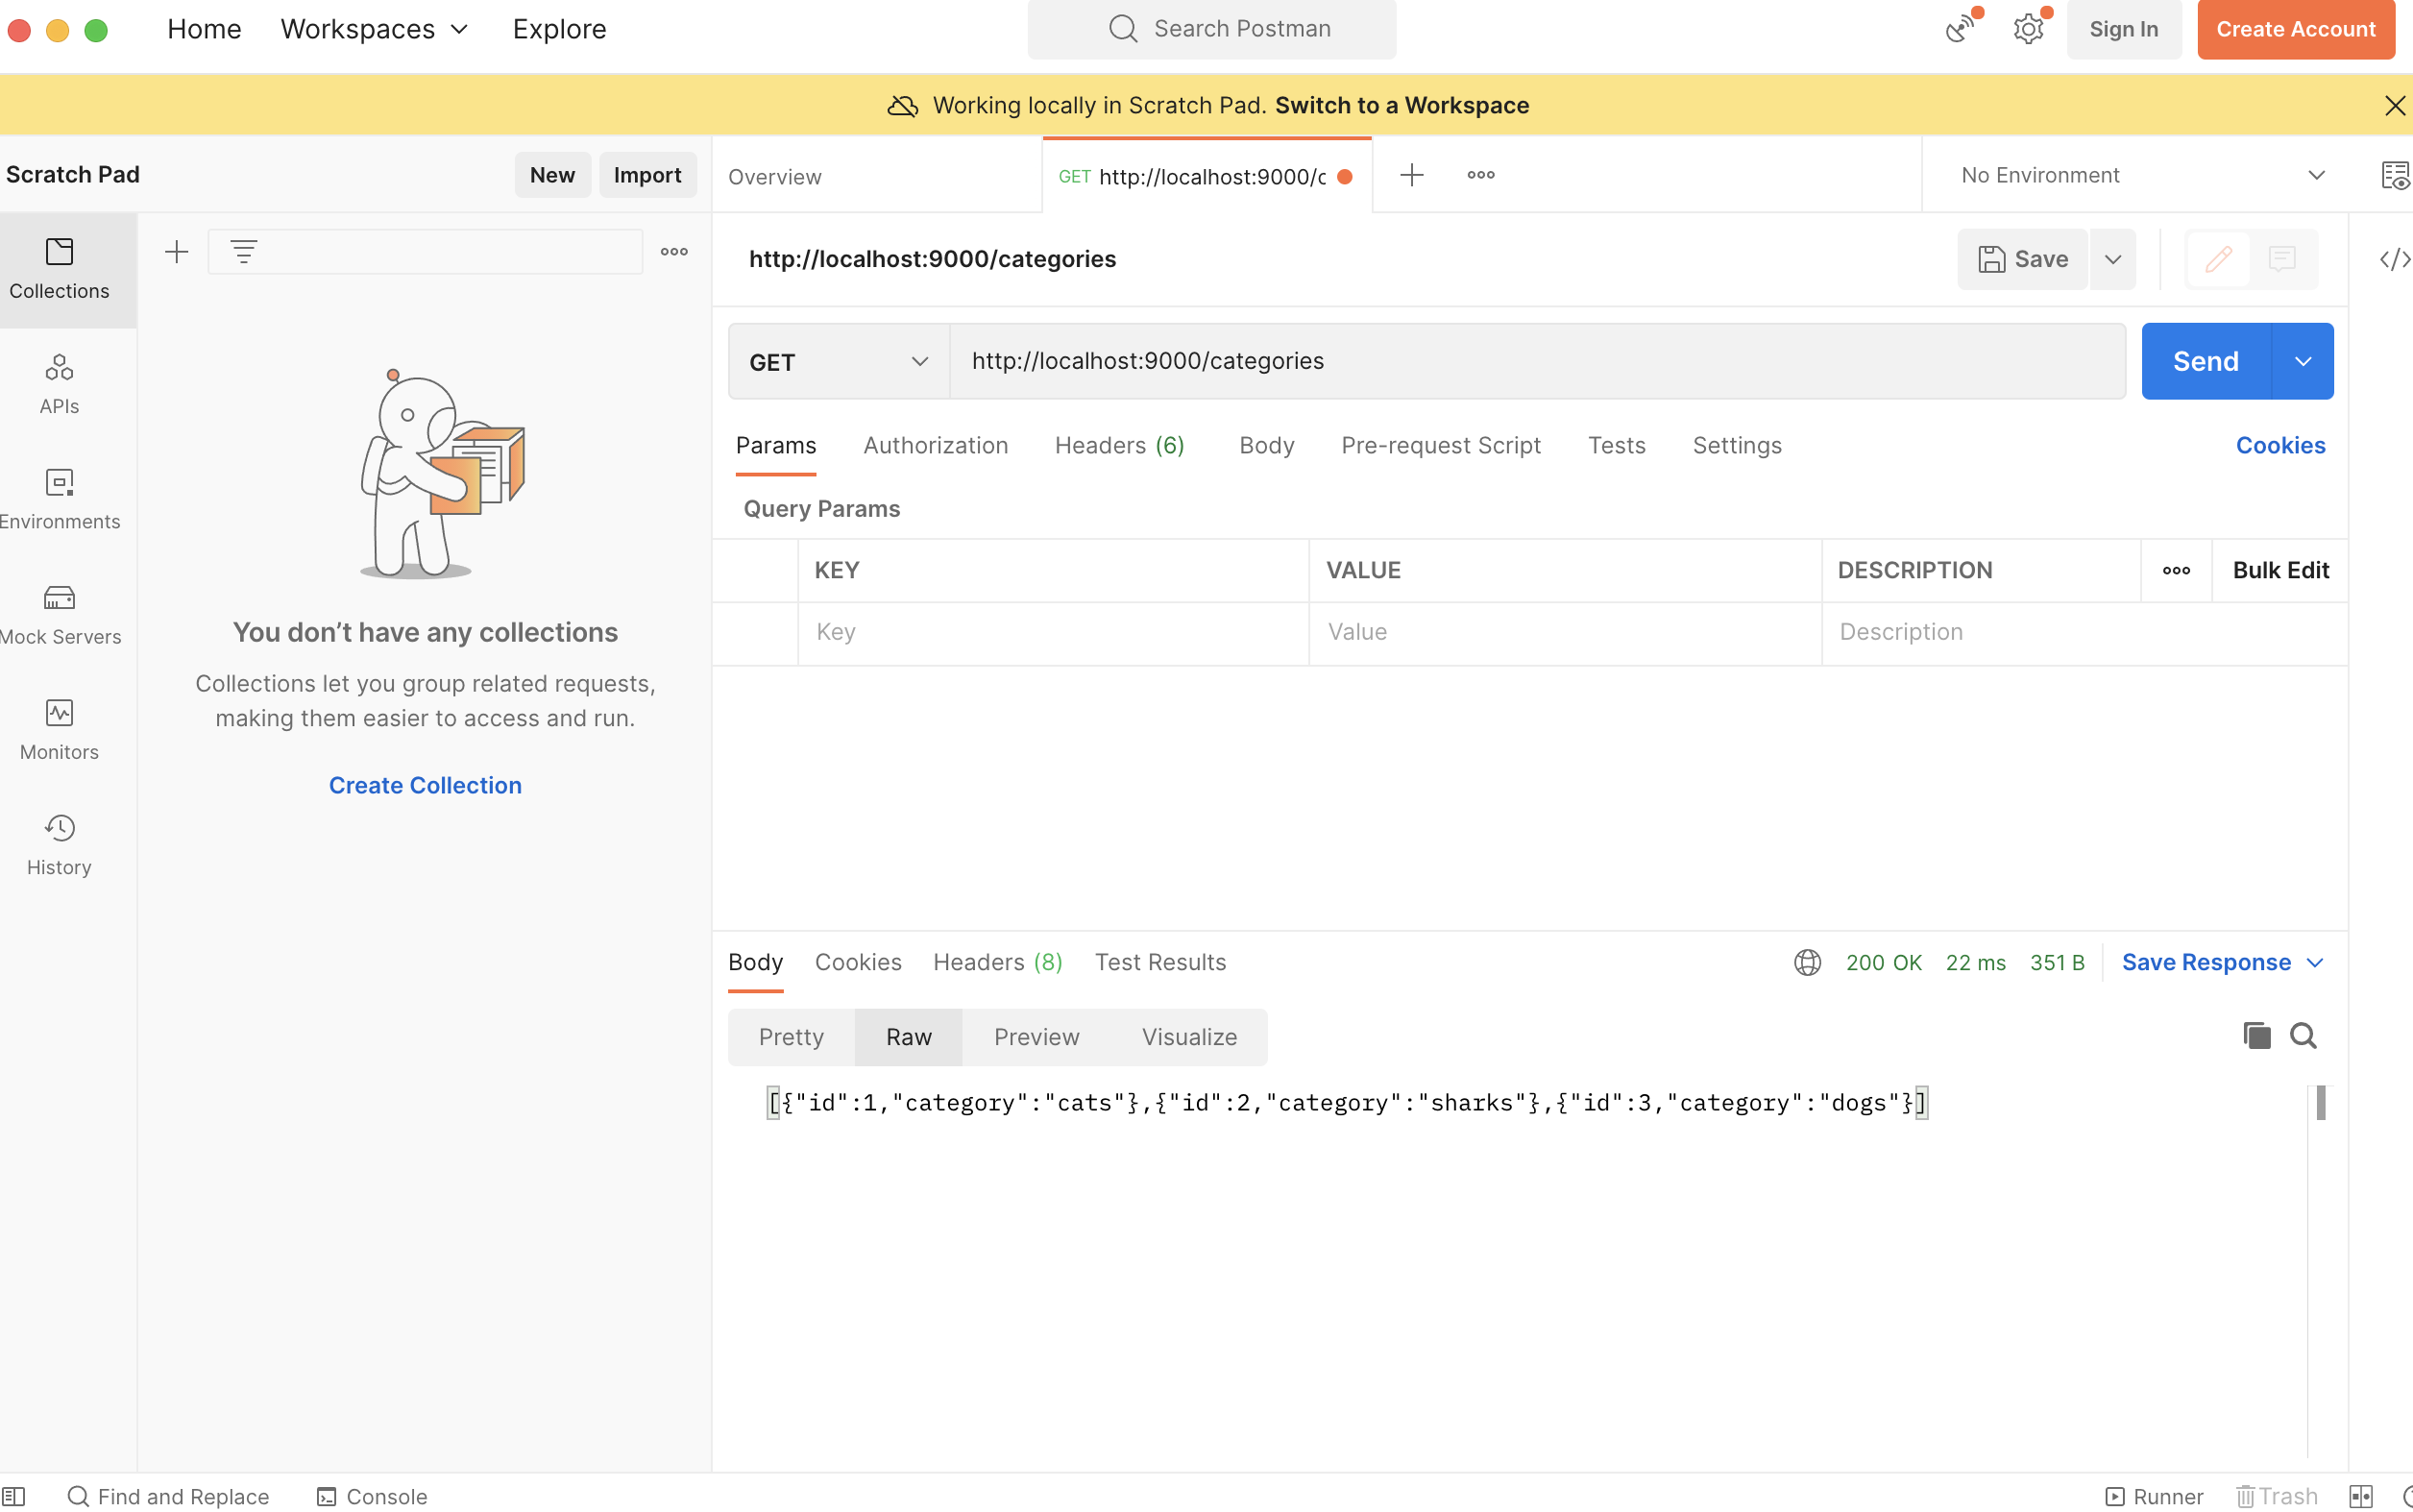 Home Workspaces Explore Search Postman Sign In Create Account
Working locally in Scratch Pad. Switch to a Workspace
Scratch Pad New Import
Overview GET http://localhost:9000/c No Environment
Collections
APIs
Environments
Mock Servers
Monitors
History
You don’t have any collections
Collections let you group related requests,
making them easier to access and run.
Create Collection
http://localhost:9000/categories Save
GET http://localhost:9000/categories Send
Params Authorization Headers (6) Body Pre-request Script Tests Settings Cookies
Query Params
KEY VALUE DESCRIPTION Bulk Edit
Key Value Description
Body Cookies Headers (8) Test Results 200 OK 22 ms 351 B Save Response
Pretty Raw Preview Visualize
[{"id":1,"category":"cats"},{"id":2,"category":"sharks"},{"id":3,"category":"dogs"}]
Find and Replace Console Runner Trash